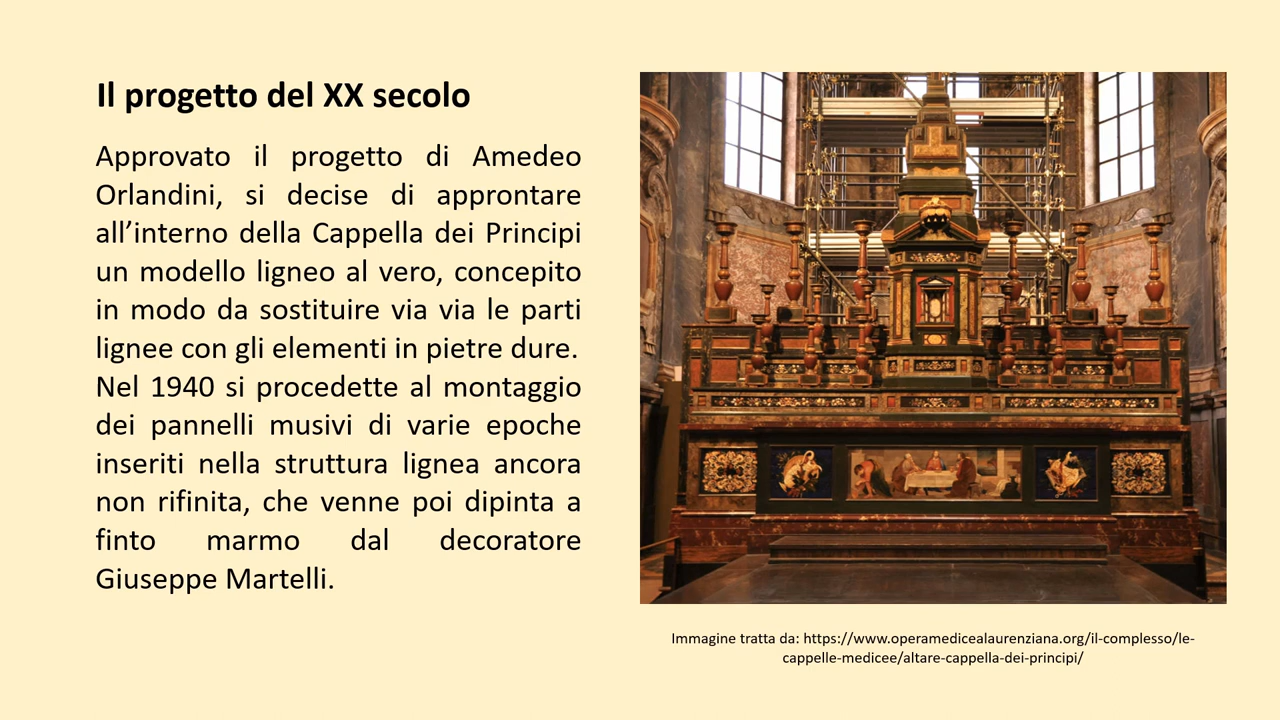 Il progetto del XX secolo
Approvato il progetto di Amedeo
Orlandini, si decise di approntare
all’interno della Cappella dei Principi
un modello ligneo al vero, concepito
in modo da sostituire via via le parti
lignee con gli elementi in pietre dure.
Nel 1940 si procedette al montaggio
dei pannelli musivi di varie epoche
inseriti nella struttura lignea ancora
non rifinita, che venne poi dipinta a
finto marmo dal decoratore
Giuseppe Martelli.
Immagine tratta da: https://www.operamedicealaurenziana.org/il-complesso/le-
cappelle-medicee/altare-cappella-dei-principi/